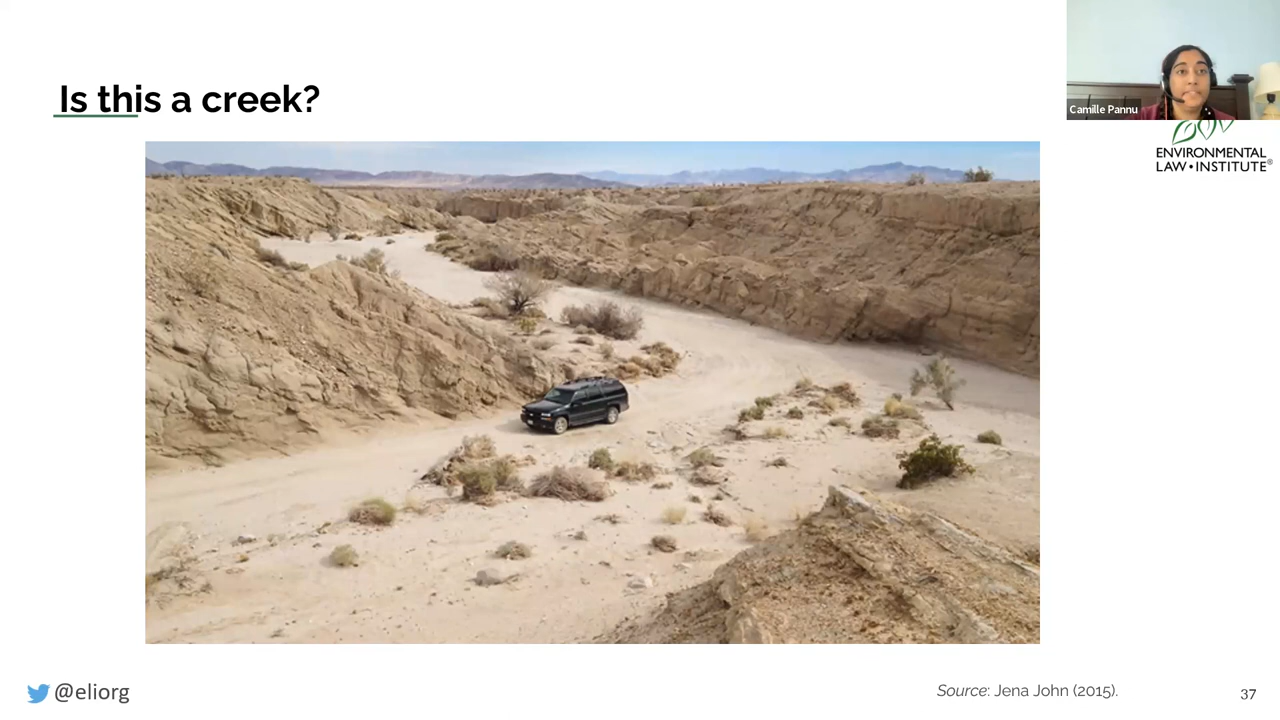 Is this a creek?
Camille Pannu
ENVIRONMENTAL
LAW•INSTITUTE®
@eliorg
Source: Jena John (2015).
37